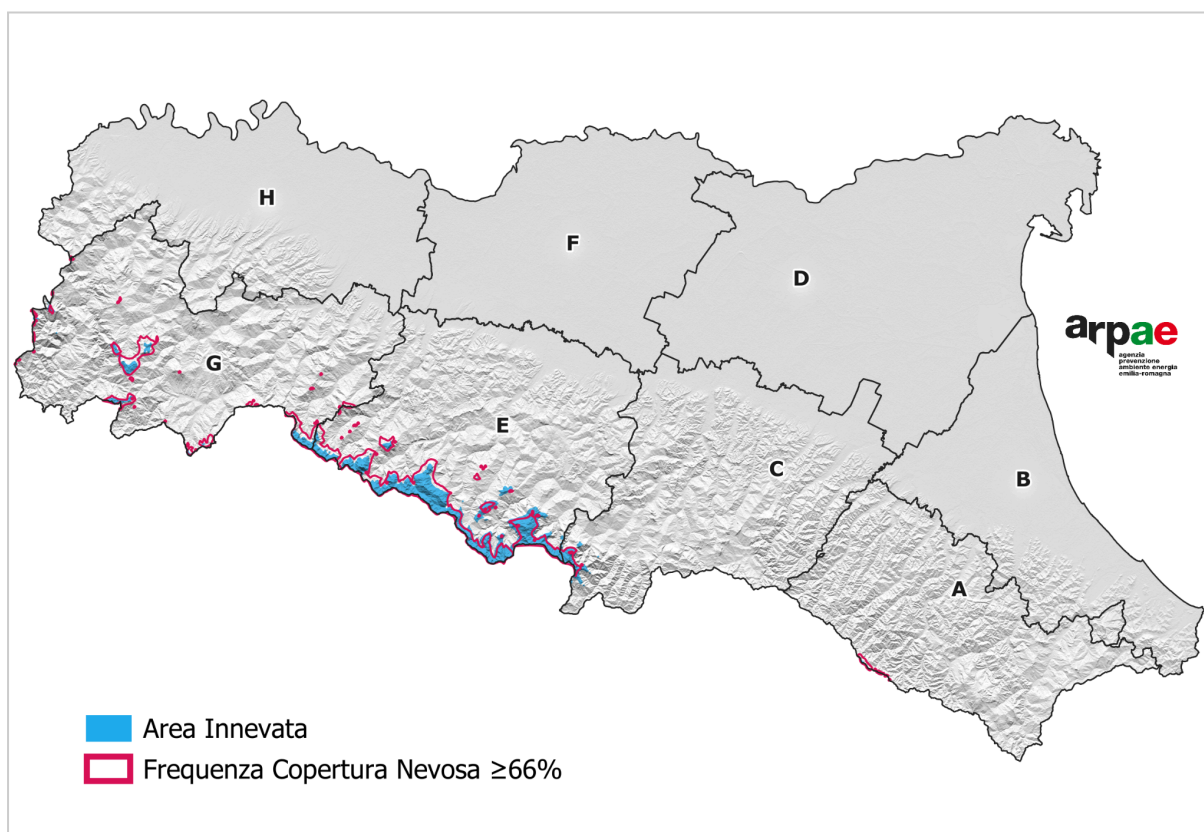 H
F
D
G
E
C
B
A
arpae
agenzia
prevenzione
ambiente energia
emilia-romagna
Area Innevata
Frequenza Copertura Nevosa ≥66%